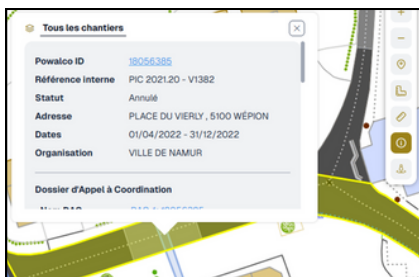 Tous les chantiers
Powalco ID 18056385
Référence interne PIC 2021.20 - V1382
Statut Annulé
Adresse PLACE DU VIERLY , 5100 WÉPION
Dates 01/04/2022 - 31/12/2022
Organisation VILLE DE NAMUR
Dossier d'Appel à Coordination